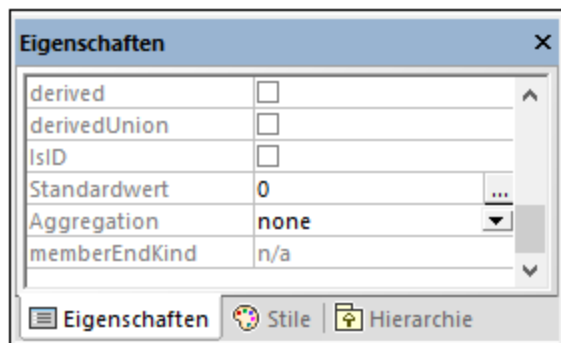 Eigenschaften
derived
derivedUnion
IsID
Standardwert 0 ...
Aggregation none
memberEndKind n/a
Eigenschaften Stile Hierarchie